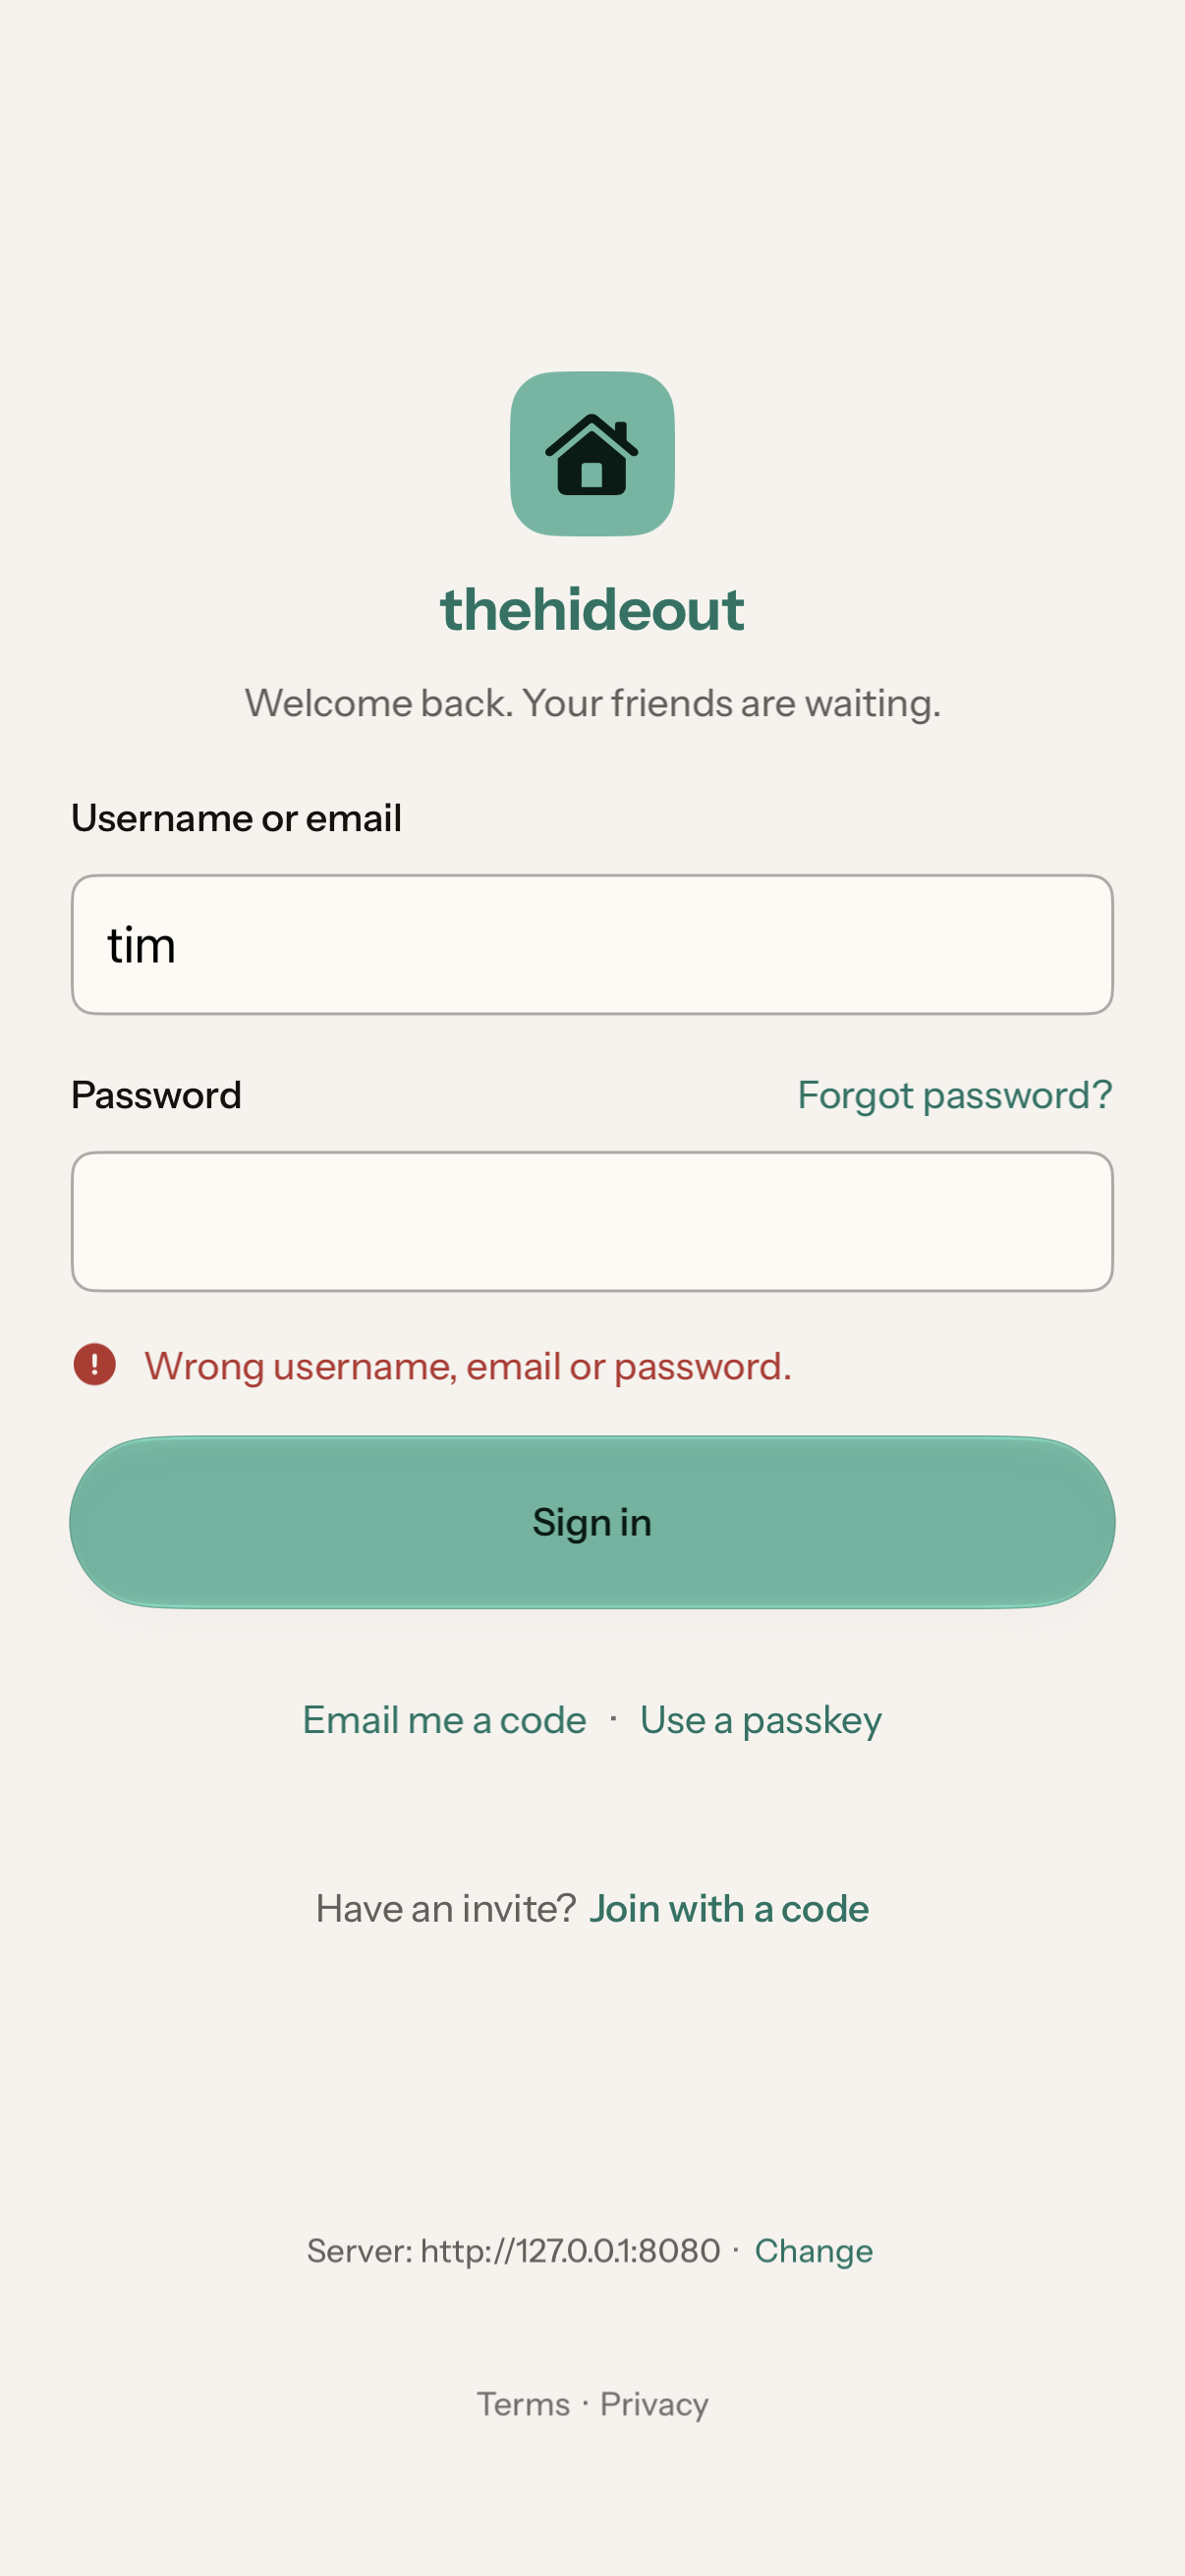 thehideout
Welcome back. Your friends are waiting.
Username or email
tim
Password Forgot password?
Wrong username, email or password.
Sign in
Email me a code · Use a passkey
Have an invite? Join with a code
Server: http://127.0.0.1:8080 · Change
Terms · Privacy